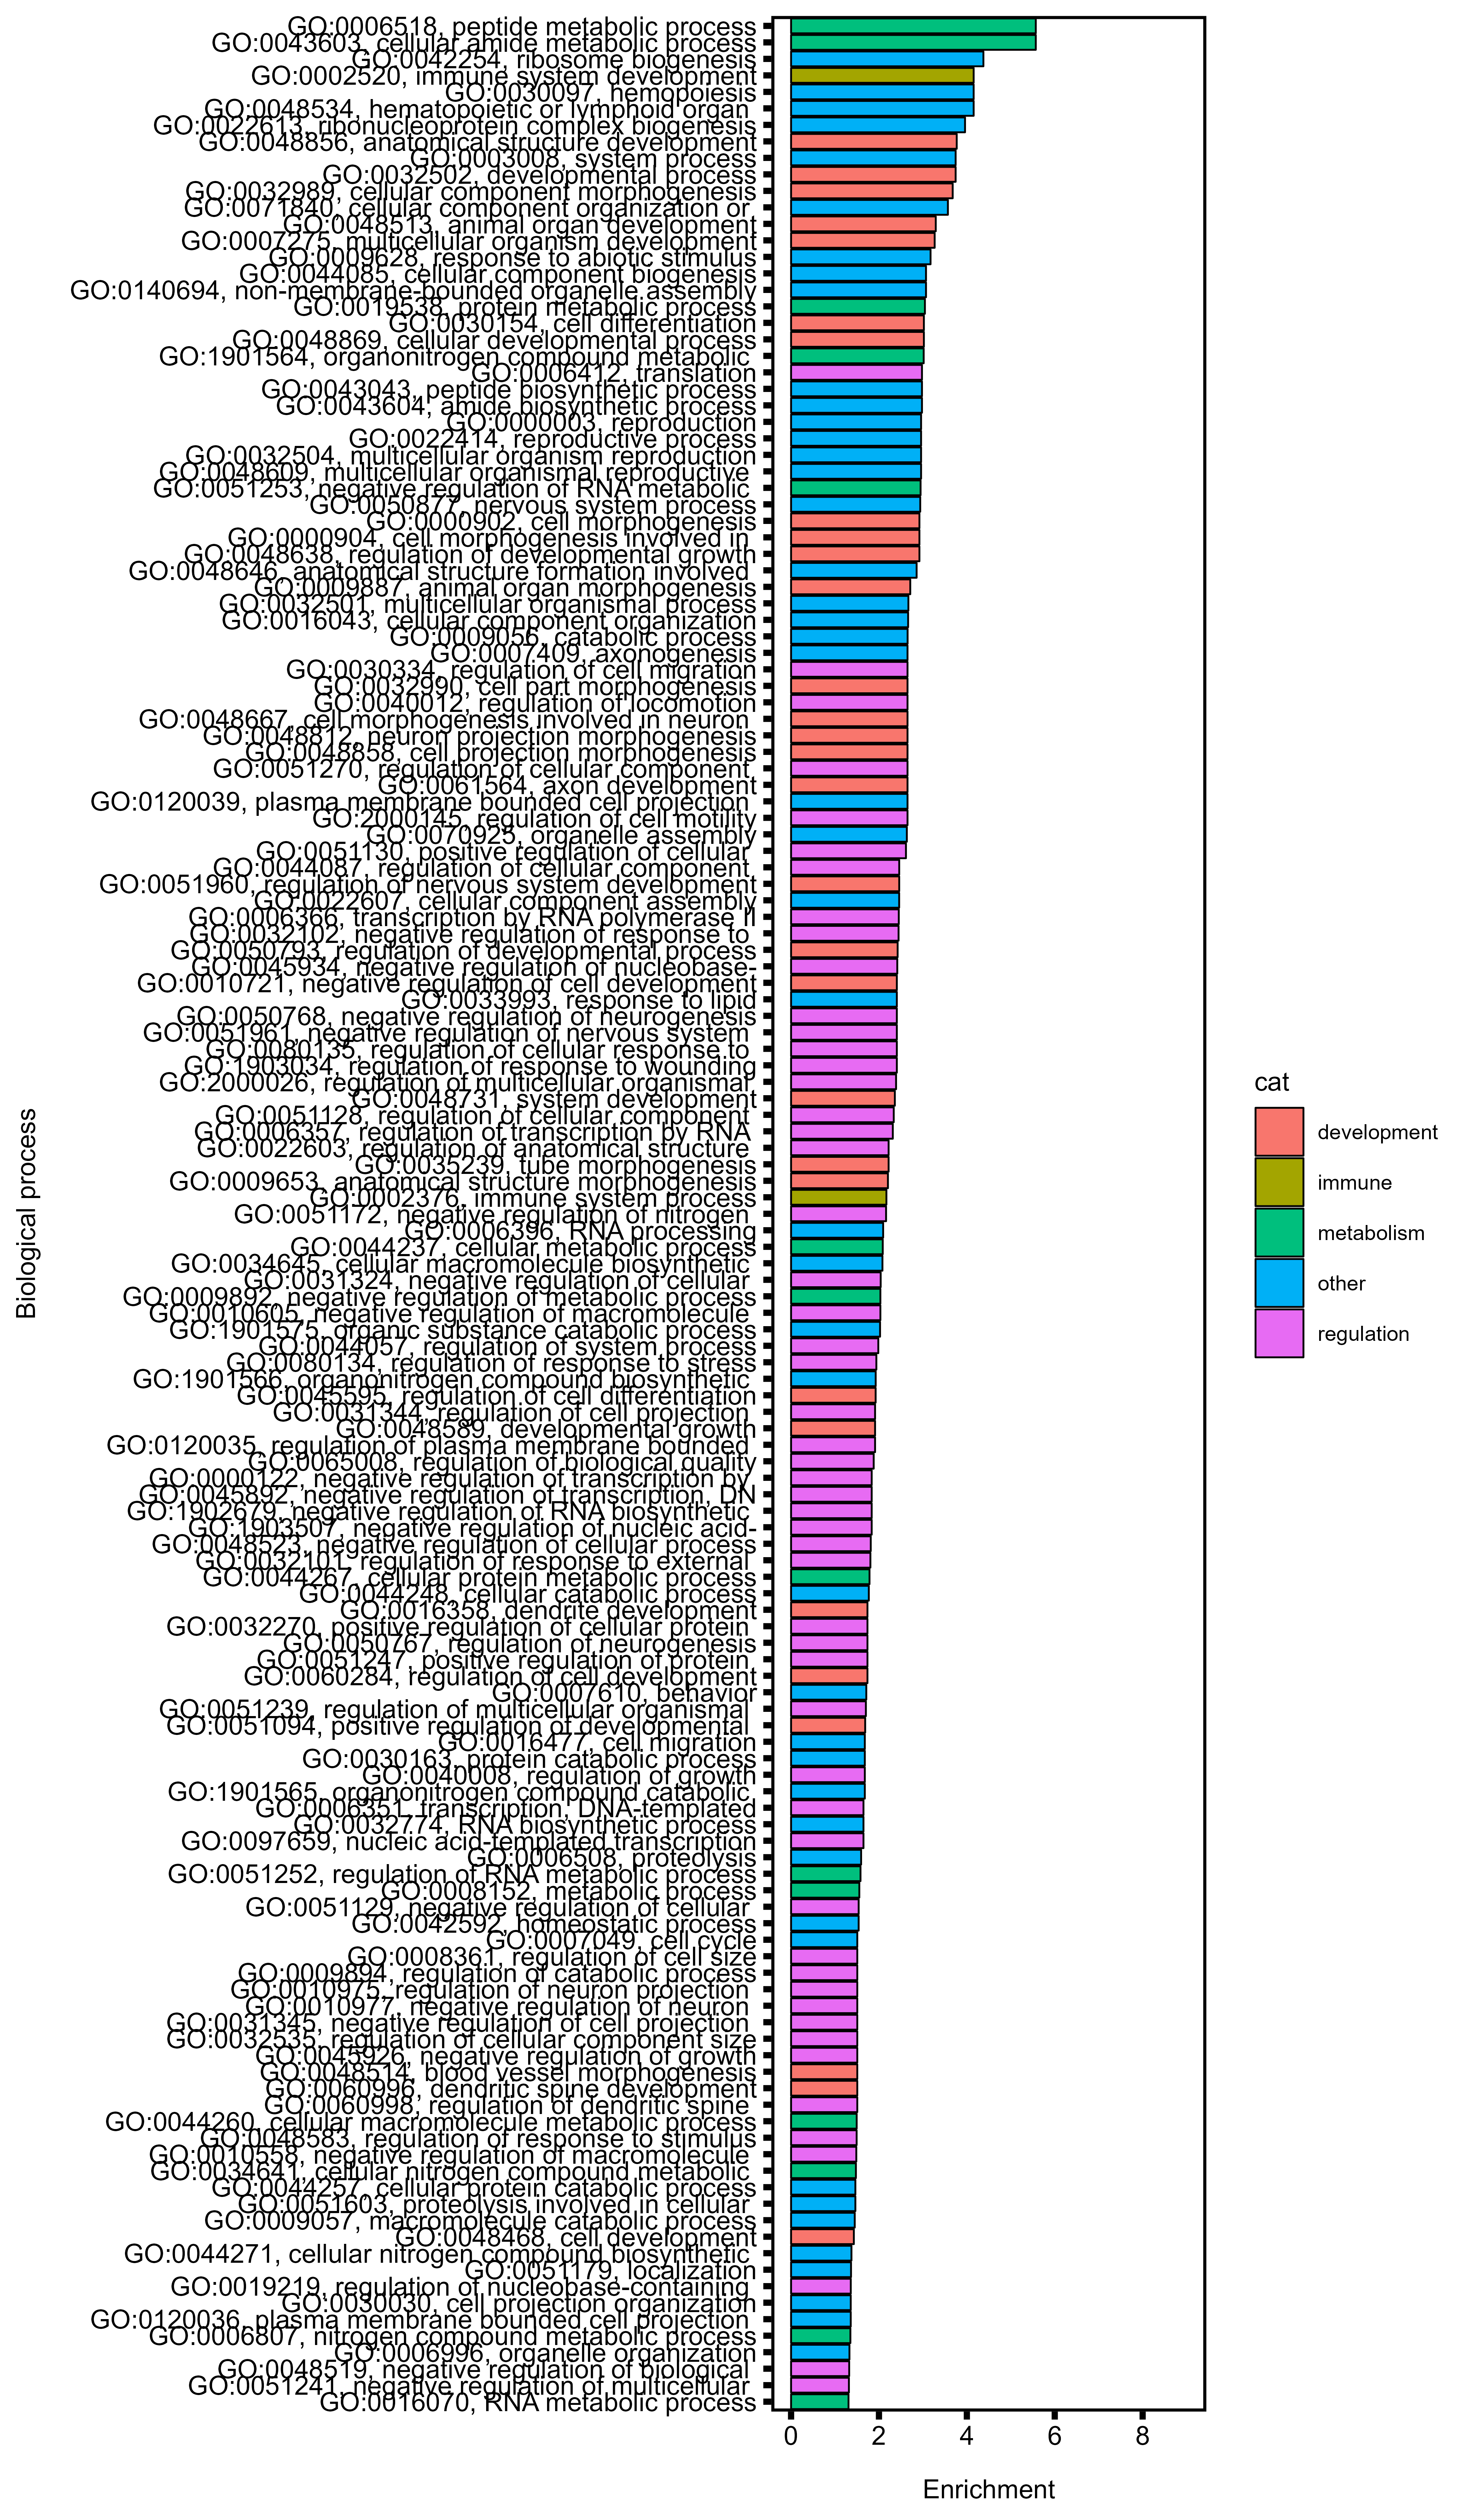 GO:0006518, peptide metabolic process
GO:0043603, cellular amide metabolic process
GO:0042254, ribosome biogenesis
GO:0002520, immune system development
GO:0030097, hemopoiesis
GO:0048534, hematopoietic or lymphoid organ
GO:0022613, ribonucleoprotein complex biogenesis
GO:0048856, anatomical structure development
GO:0003008, system process
GO:0032502, developmental process
GO:0032989, cellular component morphogenesis
GO:0071840, cellular component organization or
GO:0048513, animal organ development
GO:0007275, multicellular organism development
GO:0009628, response to abiotic stimulus
GO:0044085, cellular component biogenesis
GO:0140694, non-membrane-bounded organelle assembly
GO:0019538, protein metabolic process
GO:0030154, cell differentiation
GO:0048869, cellular developmental process
GO:1901564, organonitrogen compound metabolic
GO:0006412, translation
GO:0043043, peptide biosynthetic process
GO:0043604, amide biosynthetic process
GO:0000003, reproduction
GO:0022414, reproductive process
GO:0032504, multicellular organism reproduction
GO:0048609, multicellular organismal reproductive
GO:0051253, negative regulation of RNA metabolic
GO:0050877, nervous system process
GO:0000902, cell morphogenesis
GO:0000904, cell morphogenesis involved in
GO:0048638, regulation of developmental growth
GO:0048646, anatomical structure formation involved
GO:0009887, animal organ morphogenesis
GO:0032501, multicellular organismal process
GO:0016043, cellular component organization
GO:0009056, catabolic process
GO:0007409, axonogenesis
GO:0030334, regulation of cell migration
GO:0032990, cell part morphogenesis
GO:0040012, regulation of locomotion
GO:0048667, cell morphogenesis involved in neuron
GO:0048812, neuron projection morphogenesis
GO:0048858, cell projection morphogenesis
GO:0051270, regulation of cellular component
GO:0061564, axon development
GO:0120039, plasma membrane bounded cell projection
GO:2000145, regulation of cell motility
GO:0070925, organelle assembly
GO:0051130, positive regulation of cellular
GO:0044087, regulation of cellular component
GO:0051960, regulation of nervous system development
GO:0022607, cellular component assembly
GO:0006366, transcription by RNA polymerase II
GO:0032102, negative regulation of response to
GO:0050793, regulation of developmental process
GO:0045934, negative regulation of nucleobase-
GO:0010721, negative regulation of cell development
GO:0033993, response to lipid
GO:0050768, negative regulation of neurogenesis
GO:0051961, negative regulation of nervous system
GO:0080135, regulation of cellular response to
GO:1903034, regulation of response to wounding
GO:2000026, regulation of multicellular organismal
GO:0048731, system development
GO:0051128, regulation of cellular component
GO:0006357, regulation of transcription by RNA
GO:0022603, regulation of anatomical structure
GO:0035239, tube morphogenesis
GO:0009653, anatomical structure morphogenesis
GO:0002376, immune system process
GO:0051172, negative regulation of nitrogen
GO:0006396, RNA processing
GO:0044237, cellular metabolic process
GO:0034645, cellular macromolecule biosynthetic
GO:0031324, negative regulation of cellular
GO:0009892, negative regulation of metabolic process
GO:0010605, negative regulation of macromolecule
GO:1901575, organic substance catabolic process
GO:0044057, regulation of system process
GO:0080134, regulation of response to stress
GO:1901566, organonitrogen compound biosynthetic
GO:0045595, regulation of cell differentiation
GO:0031344, regulation of cell projection
GO:0048589, developmental growth
GO:0120035, regulation of plasma membrane bounded
GO:0065008, regulation of biological quality
GO:0000122, negative regulation of transcription by
GO:0045892, negative regulation of transcription, DN
GO:1902679, negative regulation of RNA biosynthetic
GO:1903507, negative regulation of nucleic acid-
GO:0048523, negative regulation of cellular process
GO:0032101, regulation of response to external
GO:0044267, cellular protein metabolic process
GO:0044248, cellular catabolic process
GO:0016358, dendrite development
GO:0032270, positive regulation of cellular protein
GO:0050767, regulation of neurogenesis
GO:0051247, positive regulation of protein
GO:0060284, regulation of cell development
GO:0007610, behavior
GO:0051239, regulation of multicellular organismal
GO:0051094, positive regulation of developmental
GO:0016477, cell migration
GO:0030163, protein catabolic process
GO:0040008, regulation of growth
GO:1901565, organonitrogen compound catabolic
GO:0006351, transcription, DNA-templated
GO:0032774, RNA biosynthetic process
GO:0097659, nucleic acid-templated transcription
GO:0006508, proteolysis
GO:0051252, regulation of RNA metabolic process
GO:0008152, metabolic process
GO:0051129, negative regulation of cellular
GO:0042592, homeostatic process
GO:0007049, cell cycle
GO:0008361, regulation of cell size
GO:0009894, regulation of catabolic process
GO:0010975, regulation of neuron projection
GO:0010977, negative regulation of neuron
GO:0031345, negative regulation of cell projection
GO:0032535, regulation of cellular component size
GO:0045926, negative regulation of growth
GO:0048514, blood vessel morphogenesis
GO:0060996, dendritic spine development
GO:0060998, regulation of dendritic spine
GO:0044260, cellular macromolecule metabolic process
GO:0048583, regulation of response to stimulus
GO:0010558, negative regulation of macromolecule
GO:0034641, cellular nitrogen compound metabolic
GO:0044257, cellular protein catabolic process
GO:0051603, proteolysis involved in cellular
GO:0009057, macromolecule catabolic process
GO:0048468, cell development
GO:0044271, cellular nitrogen compound biosynthetic
GO:0051179, localization
GO:0019219, regulation of nucleobase-containing
GO:0030030, cell projection organization
GO:0120036, plasma membrane bounded cell projection
GO:0006807, nitrogen compound metabolic process
GO:0006996, organelle organization
GO:0048519, negative regulation of biological
GO:0051241, negative regulation of multicellular
GO:0016070, RNA metabolic process
0 2 4 6 8
Enrichment
Biological process
cat
development
immune
metabolism
other
regulation